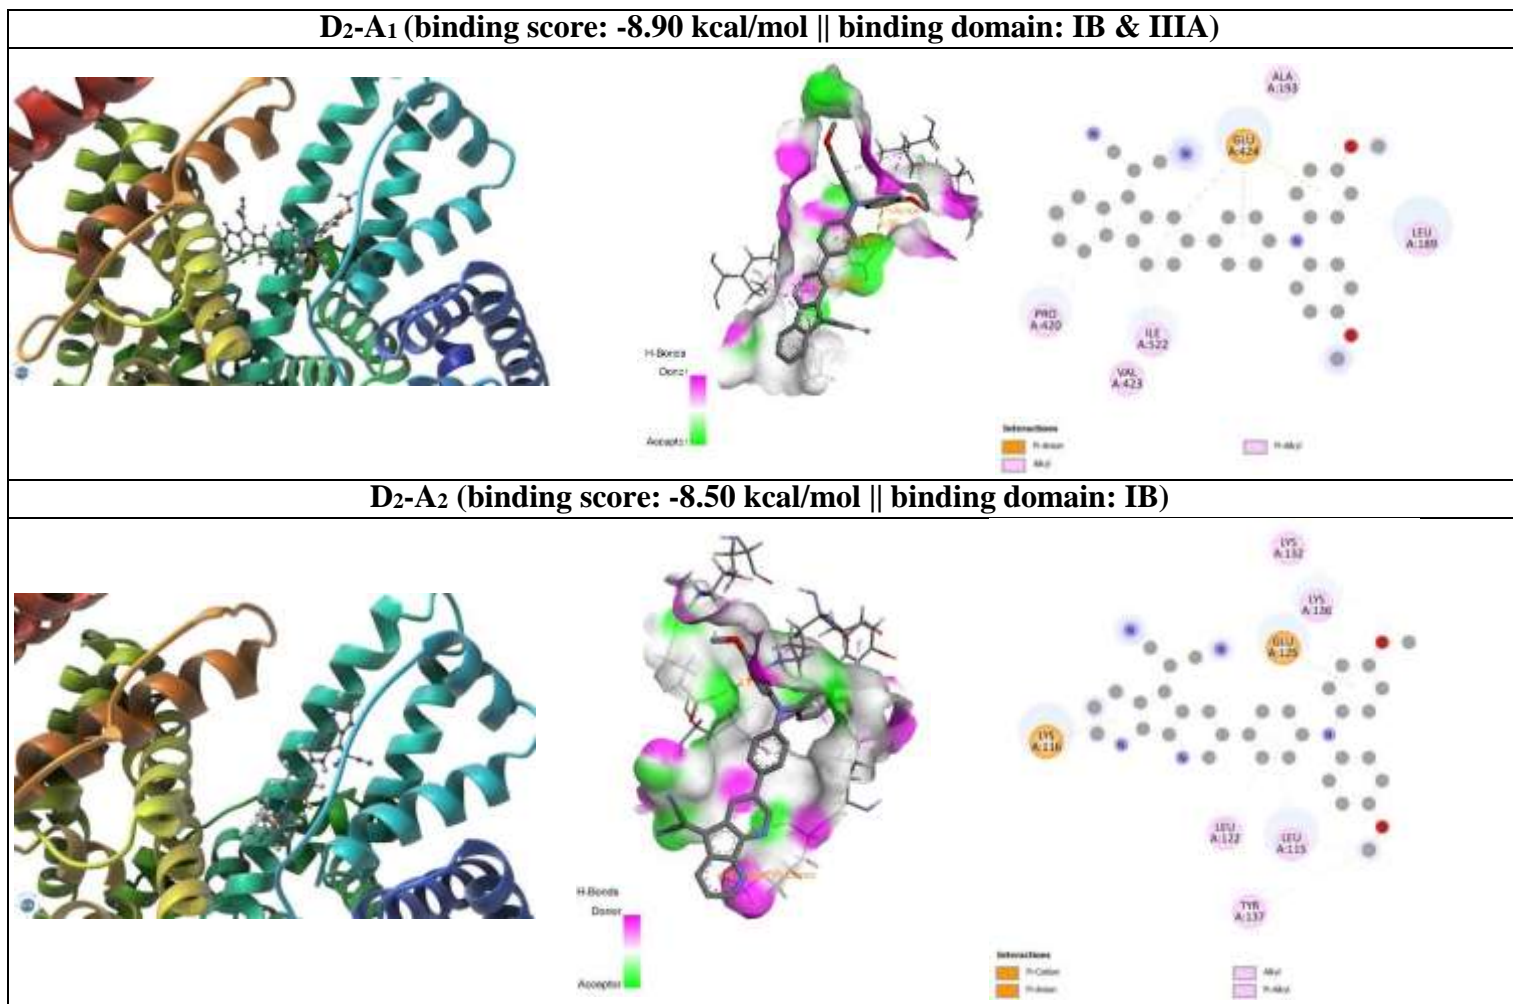 D2-A1 (binding score: -8.90 kcal/mol || binding domain: IB & IIIA)
H-Bonds
Donor
Acceptor
ALA
A:193
GLU
A:424
LEU
A:189
PRO
A:420
ILE
A:522
VAL
A:423
Interactions
Pi-Anion
Alkyl
Pi-Alkyl
D2-A2 (binding score: -8.50 kcal/mol || binding domain: IB)
H-Bonds
Donor
Acceptor
LYS
A:132
LYS
A:136
GLU
A:125
LYS
A:116
LEU
A:122
LEU
A:115
TYR
A:137
Interactions
Pi-Cation
Pi-Anion
Alkyl
Pi-Alkyl